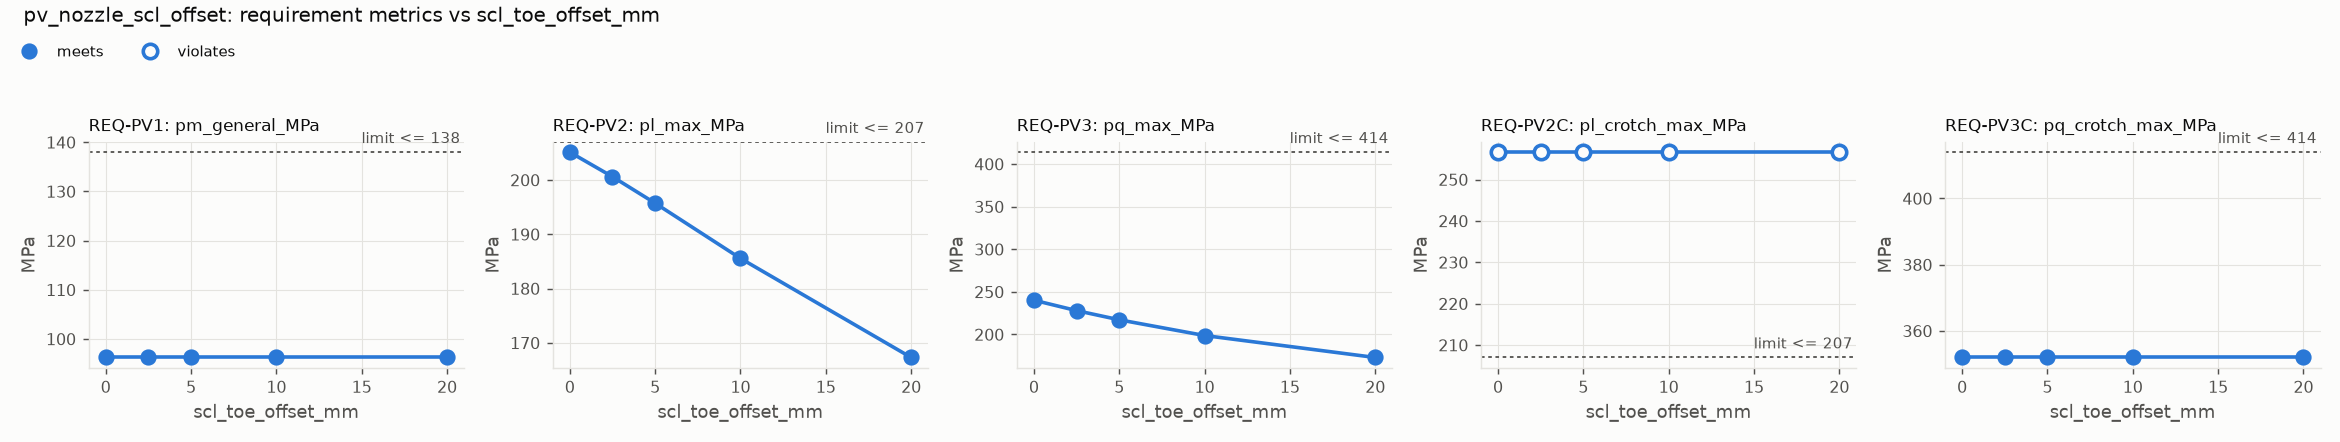 pv_nozzle_scl_offset: requirement metrics vs scl_toe_offset_mm
meets
violates
REQ-PV1: pm_general_MPa
limit <= 138
140
130
120
110
100
MPa
0 5 10 15 20
scl_toe_offset_mm
REQ-PV2: pl_max_MPa
limit <= 207
200
190
180
170
MPa
0 5 10 15 20
scl_toe_offset_mm
REQ-PV3: pq_max_MPa
limit <= 414
400
350
300
250
200
MPa
0 5 10 15 20
scl_toe_offset_mm
REQ-PV2C: pl_crotch_max_MPa
250
240
230
220
210
limit <= 207
MPa
0 5 10 15 20
scl_toe_offset_mm
REQ-PV3C: pq_crotch_max_MPa
limit <= 414
400
380
360
MPa
0 5 10 15 20
scl_toe_offset_mm